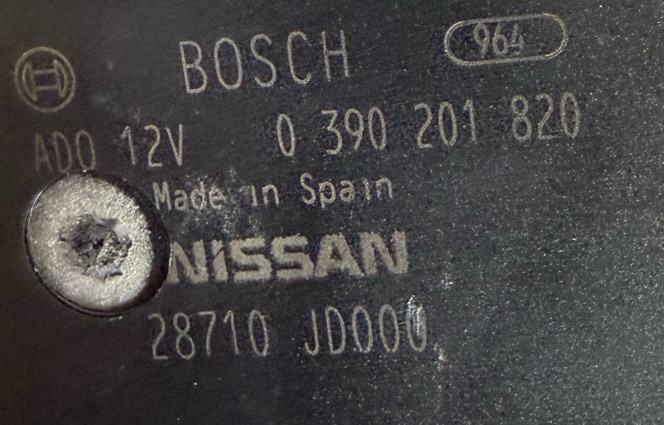 BOSCH 964
ADO 12V 0 390 201 820
Made in Spain
NISSAN
28710 JD000